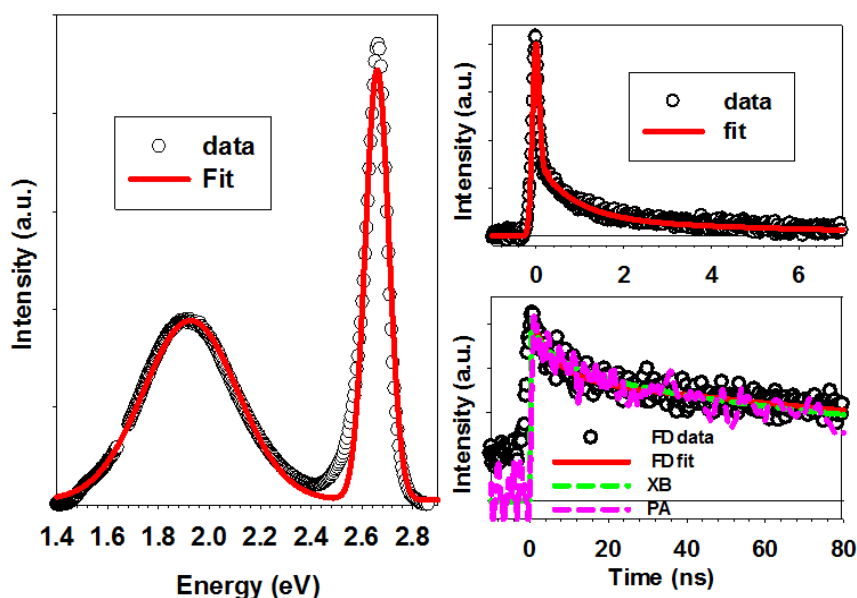 Intensity (a.u.)
data
Fit
1.4 1.6 1.8 2.0 2.2 2.4 2.6 2.8
Energy (eV)
Intensity (a.u.)
data
fit
0 2 4 6
Intensity (a.u.)
FD data
FD fit
XB
PA
0 20 40 60 80
Time (ns)